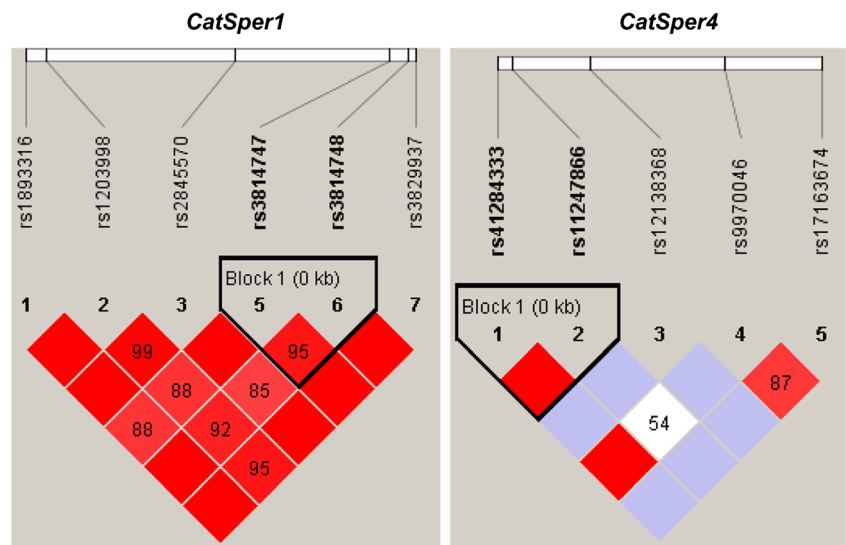 CatSper1
CatSper4
rs1893316
rs1203998
rs2845570
rs3814747
rs3814748
rs3829937
rs41284333
rs11247866
rs12138368
rs9970046
rs17163674
Block 1 (0 kb)
1 2 3 5 6 7
Block 1 (0 kb)
1 2 3 4 5
99 95
88 85
88 92
95
87
54